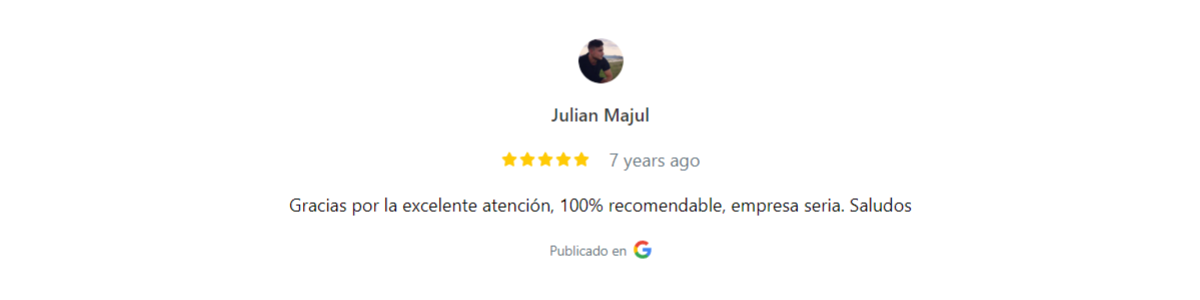 Julian Majul
7 years ago
Gracias por la excelente atención, 100% recomendable, empresa seria. Saludos
Publicado en